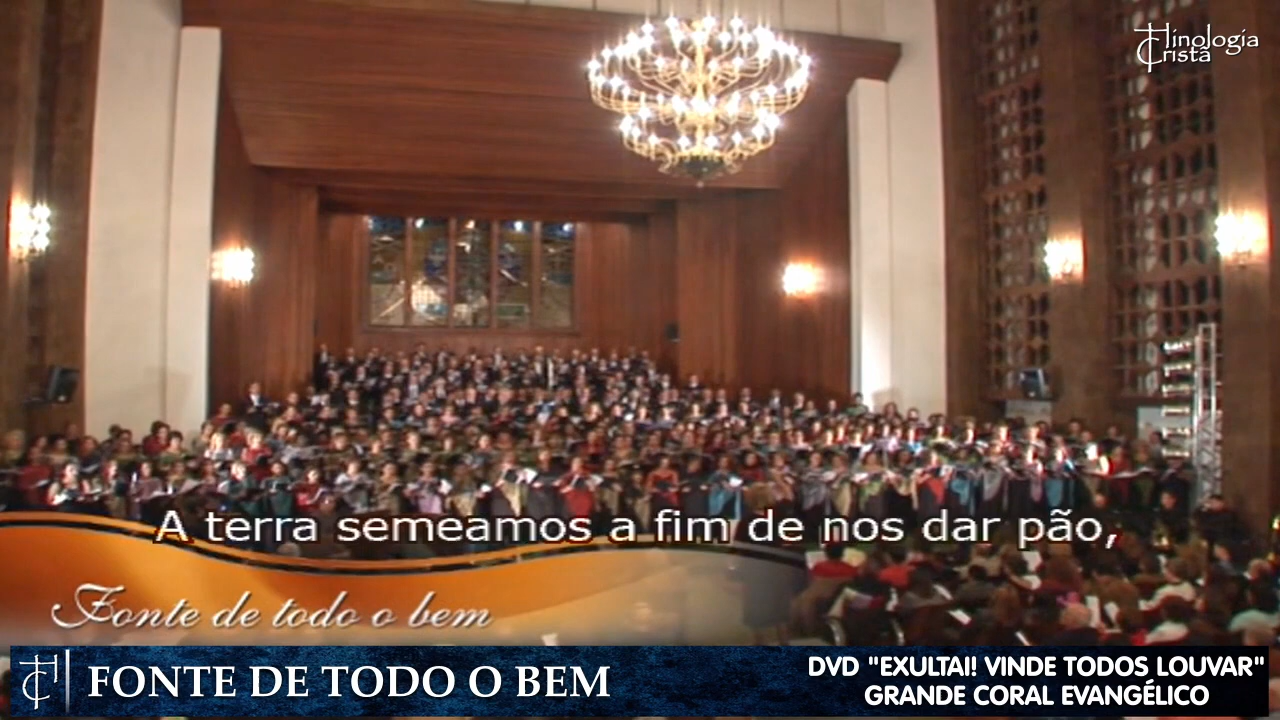 Hinologia
Cristã
A terra semeamos a fim de nos dar pão,
Fonte de todo o bem
FONTE DE TODO O BEM
DVD "EXULTAI! VINDE TODOS LOUVAR"
GRANDE CORAL EVANGÉLICO